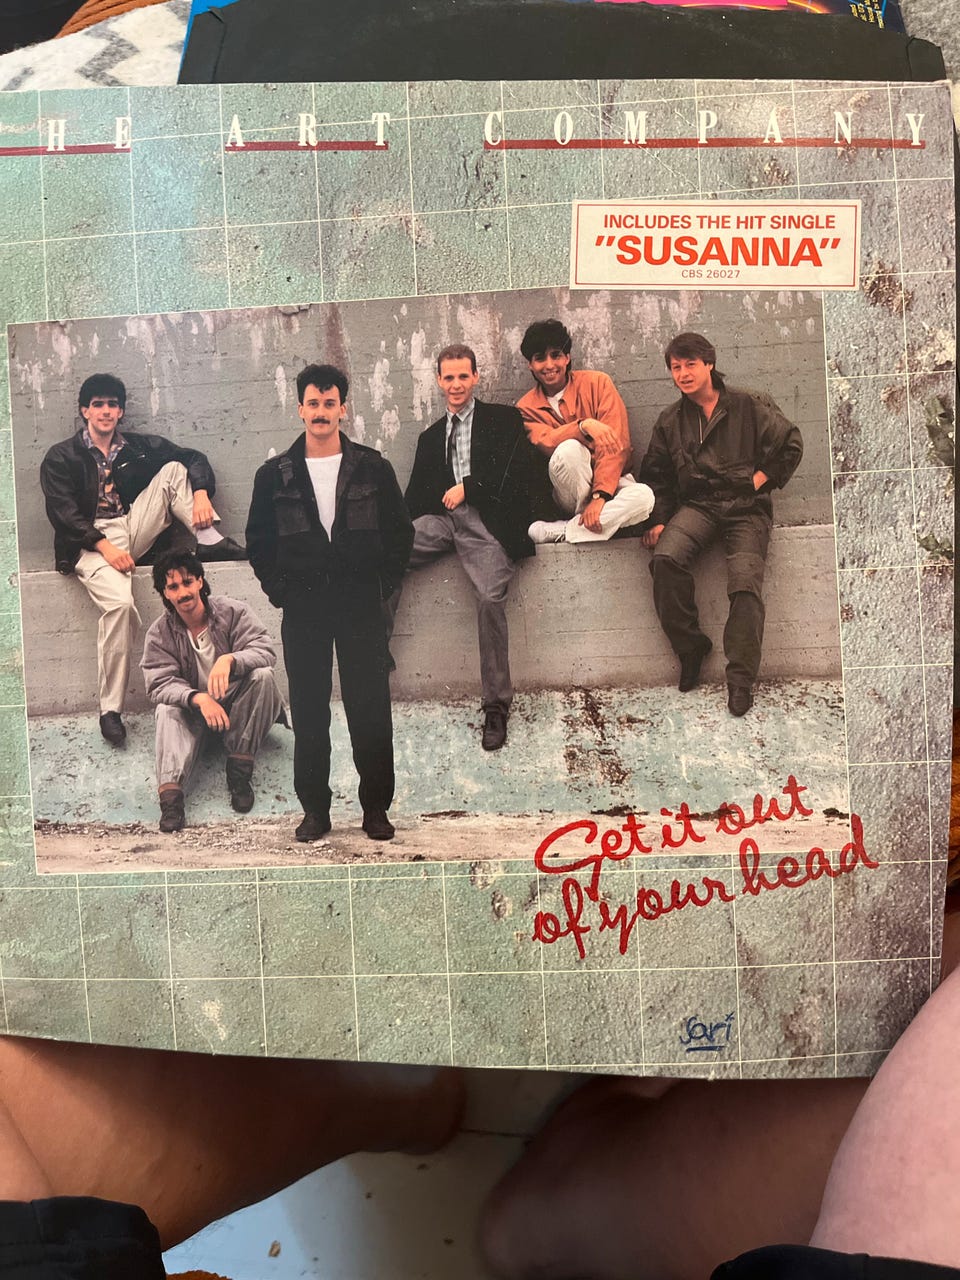 HE ART COMPANY
INCLUDES THE HIT SINGLE
"SUSANNA"
CBS 26027
Get it out
of your head
Sari